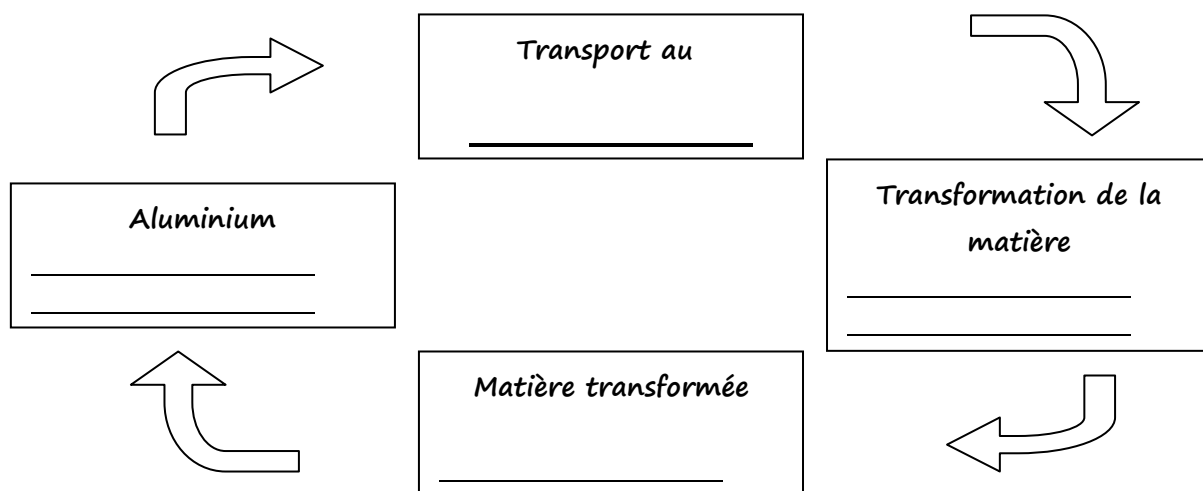 Transport au
Aluminium
Transformation de la
matière
Matière transformée